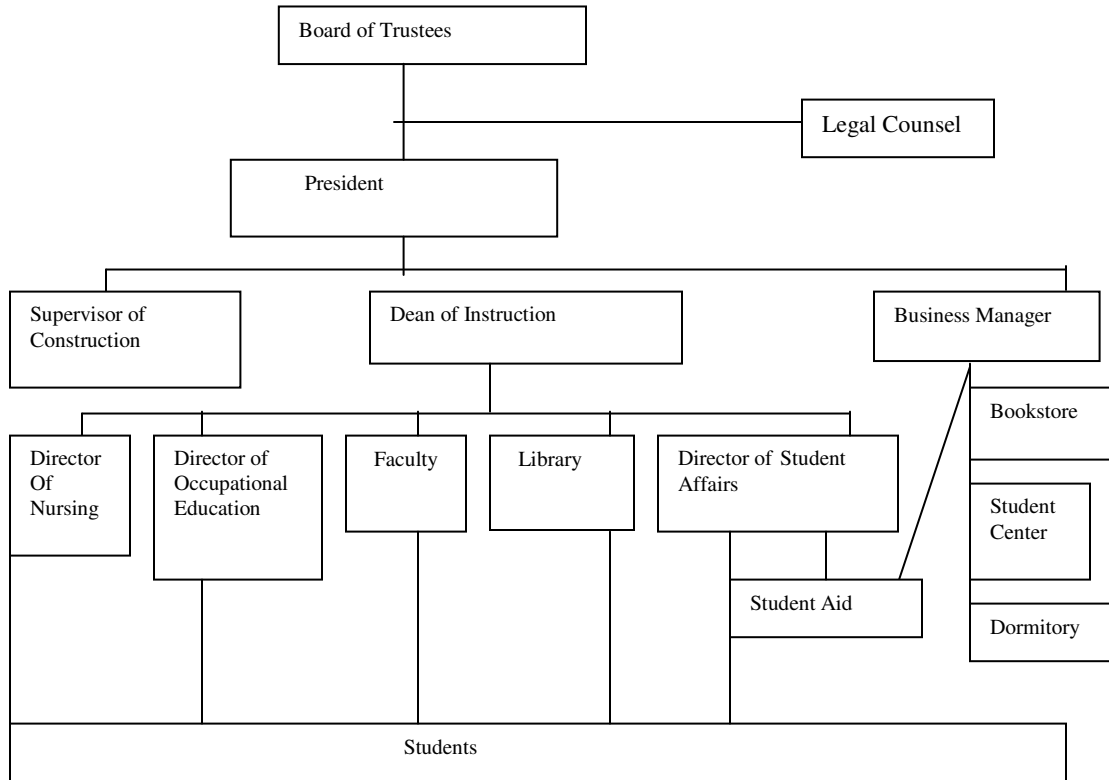 Board of Trustees
Legal Counsel
President
Supervisor of
Construction
Dean of Instruction
Business Manager
Bookstore
Director
Of
Nursing
Director of
Occupational
Education
Faculty
Library
Director of Student
Affairs
Student
Center
Student Aid
Dormitory
Students